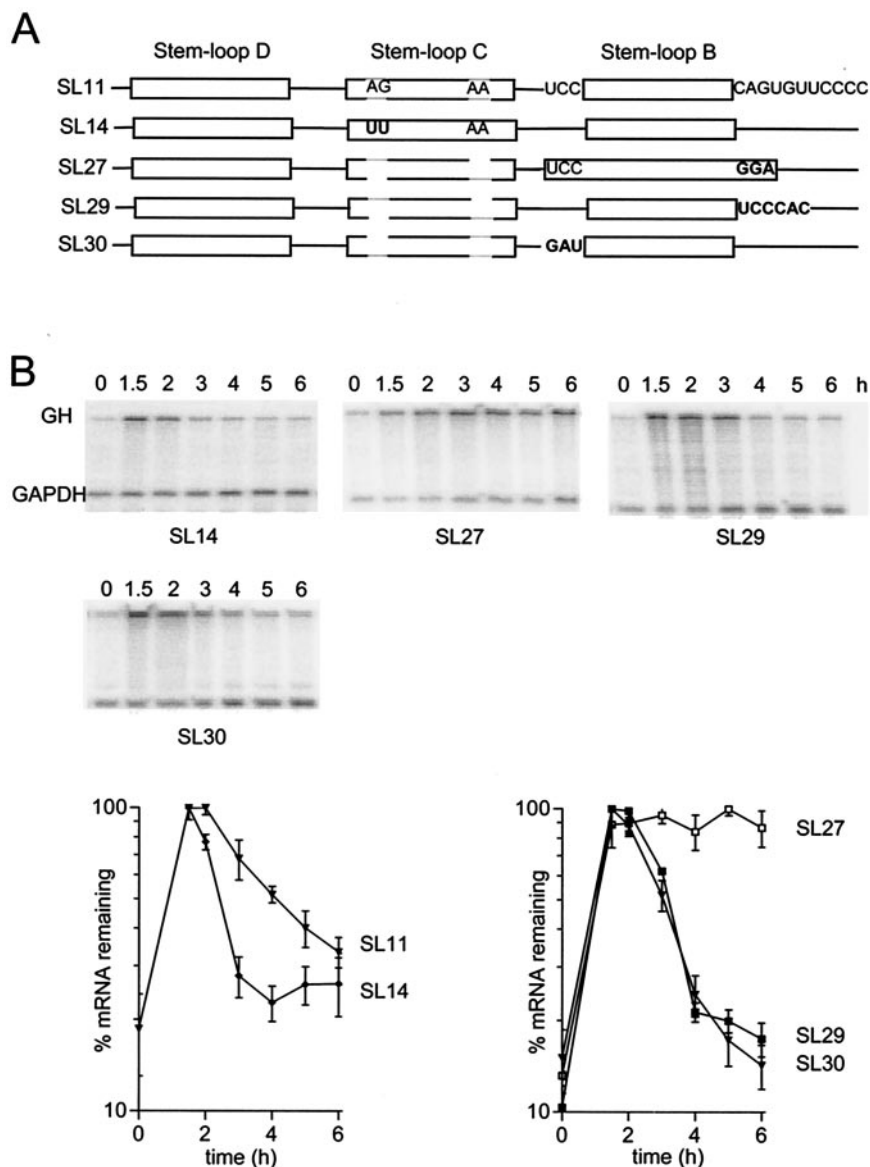 A
Stem-loop D Stem-loop C Stem-loop B
SL11 AG AA UCC CAGUGUUCCCC
SL14 UU AA
SL27 UCC GGA
SL29 UCCCAC
SL30 GAU
B
0 1.5 2 3 4 5 6 0 1.5 2 3 4 5 6 0 1.5 2 3 4 5 6 h
GH
GAPDH
SL14 SL27 SL29
0 1.5 2 3 4 5 6
SL30
% mRNA remaining
100
10
0 2 4 6
time (h)
SL11
SL14
% mRNA remaining
100
10
0 2 4 6
time (h)
SL27
SL29
SL30